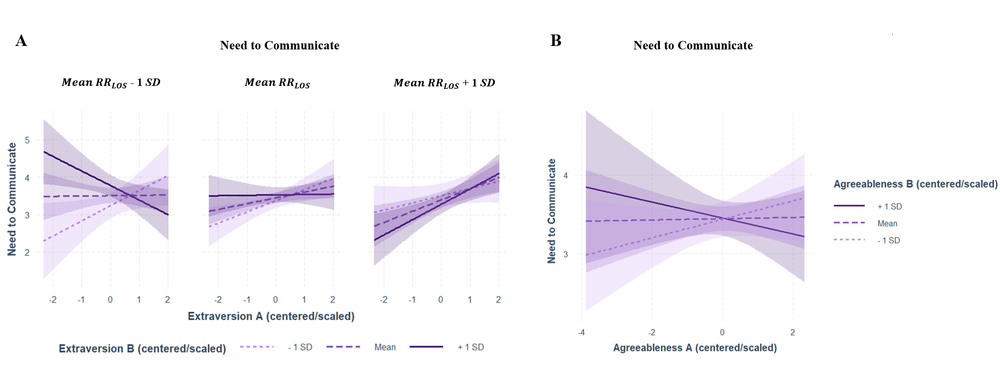 A
Need to Communicate
Mean RR_LOS - 1 SD
Mean RR_LOS
Mean RR_LOS + 1 SD
Need to Communicate
5
4
3
2
-2 -1 0 1 2
-2 -1 0 1 2
-2 -1 0 1 2
Extraversion A (centered/scaled)
Extraversion B (centered/scaled) - 1 SD Mean + 1 SD
B
Need to Communicate
Need to Communicate
4
3
-4 -2 0 2
Agreeableness A (centered/scaled)
Agreeableness B (centered/scaled)
+ 1 SD
Mean
- 1 SD